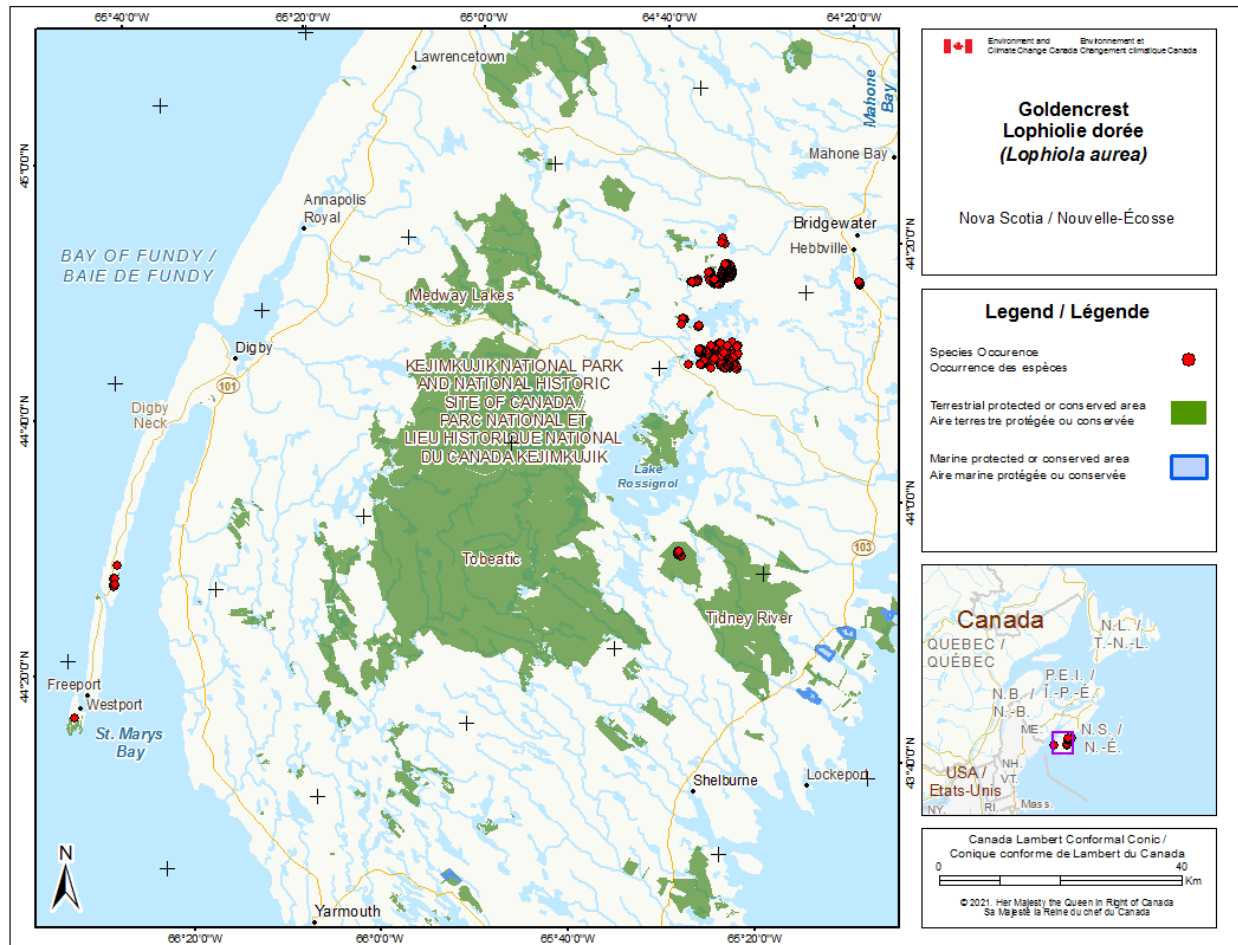 65°40'0"W
65°20'0"W
65°0'0"W
64°40'0"W
64°20'0"W
Lawrencetown
Mahone
Bay
Mahone Bay
45°0'0"N
Annapolis
Royal
Bridgewater
Hebbville
44°20'0"N
BAY OF FUNDY /
BAIE DE FUNDY
Medway Lakes
Digby
101
KEJIMKUJIK NATIONAL PARK
AND NATIONAL HISTORIC
SITE OF CANADA /
PARC NATIONAL ET
LIEU HISTORIQUE NATIONAL
DU CANADA KEJIMKUJIK
Digby
Neck
44°40'0"N
Lake
Rossignol
44°0'0"N
103
Tobeatic
Tidney River
44°20'0"N
Freeport
Westport
St. Marys
Bay
Shelburne
Lockeport
43°40'0"N
N
Yarmouth
66°20'0"W
66°0'0"W
65°40'0"W
65°20'0"W
Environment and
Climate Change Canada
Environnement et
Changement climatique Canada
Goldencrest
Lophiolie dorée
(Lophiola aurea)
Nova Scotia / Nouvelle-Écosse
Legend / Légende
Species Occurence
Occurrence des espèces
Terrestrial protected or conserved area
Aire terrestre protégée ou conservée
Marine protected or conserved area
Aire marine protégée ou conservée
Canada
QUEBEC /
QUÉBEC
N.L. /
T.-N.-L.
P.E.I. /
Î.-P.-É.
N.B. /
N.-B.
ME.
N.S. /
N.-É.
NH.
VT.
USA /
Etats-Unis
NY.
RI.
Mass.
Canada Lambert Conformal Conic /
Conique conforme de Lambert du Canada
0
40
Km
© 2021. Her Majesty the Queen in Right of Canada
Sa Majesté la Reine du chef du Canada